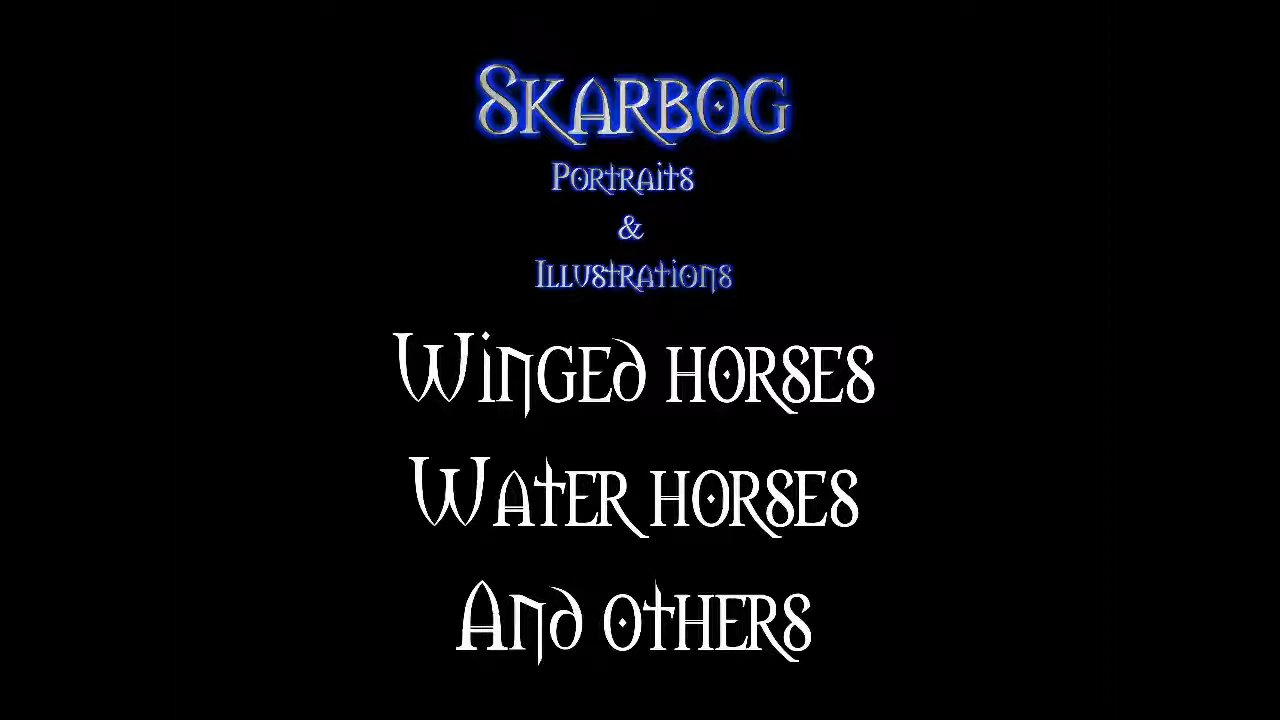 Skarbog
Portraits
&
Illustrations
Winged horses
Water horses
And others